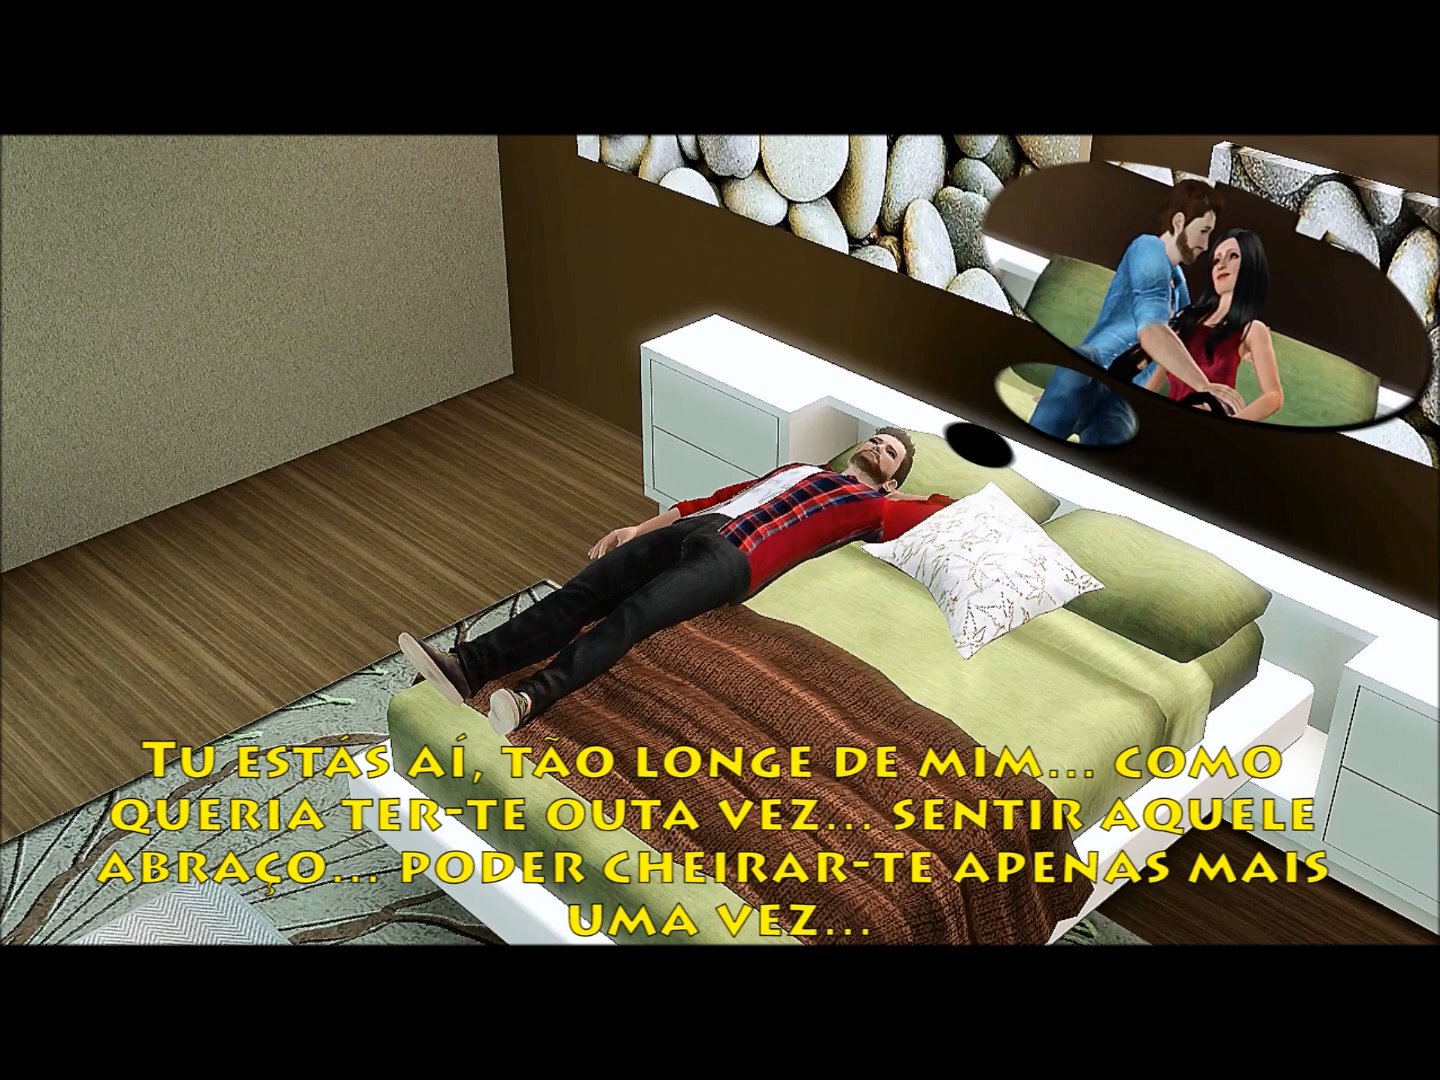 Tu estás aí, tão longe de mim... como
queria ter-te outa vez... sentir aquele
abraço... poder cheirar-te apenas mais
uma vez...